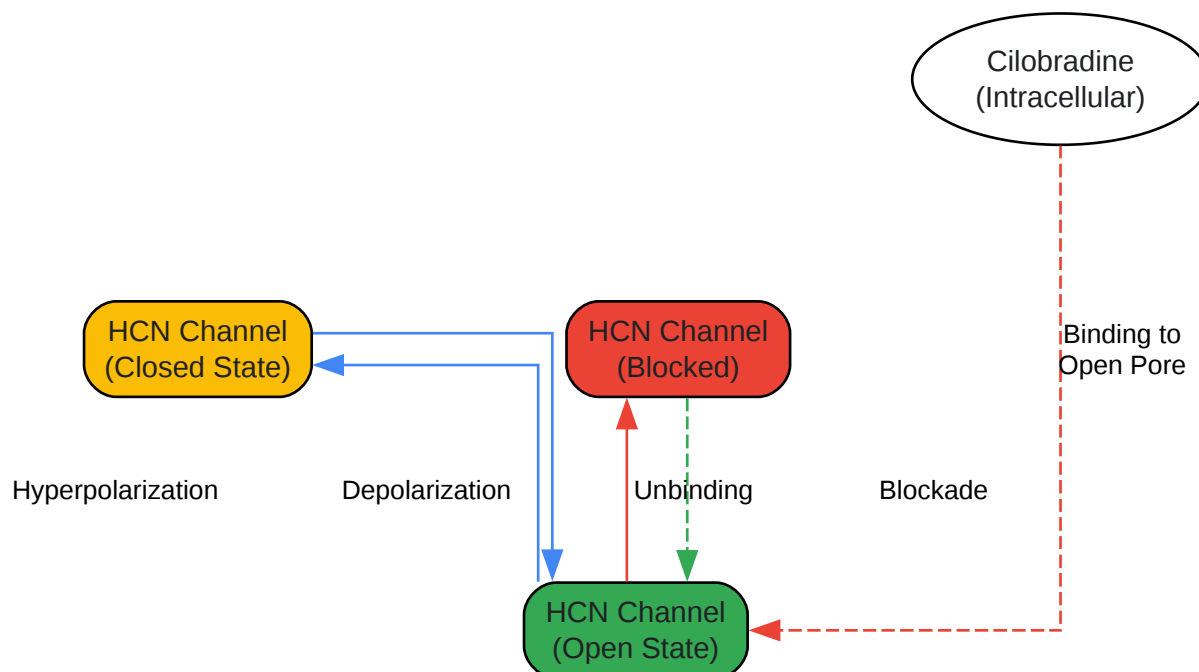 Cilobradine
(Intracellular)
HCN Channel
(Closed State)
HCN Channel
(Blocked)
Binding to
Open Pore
Hyperpolarization
Depolarization
Unbinding
Blockade
HCN Channel
(Open State)